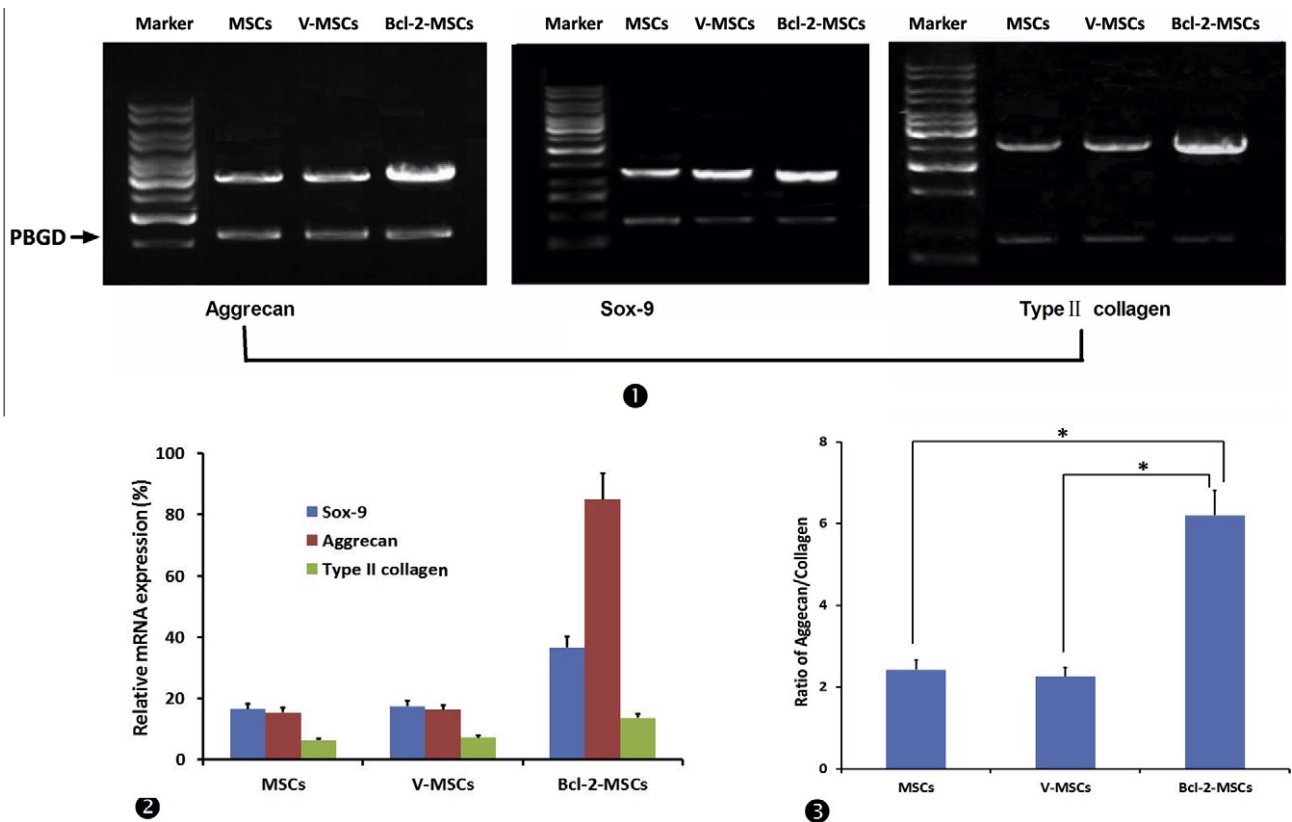 Marker MSCs V-MSCs Bcl-2-MSCs
Marker MSCs V-MSCs Bcl-2-MSCs
Marker MSCs V-MSCs Bcl-2-MSCs
PBGD
Aggrecan
Sox-9
Type II collagen
1
Relative mRNA expression (%)
100
80
60
40
20
0
Sox-9
Aggrecan
Type II collagen
MSCs V-MSCs Bcl-2-MSCs
2
Ratio of Aggecan/Collagen
8
6
4
2
0
*
*
MSCs V-MSCs Bcl-2-MSCs
3